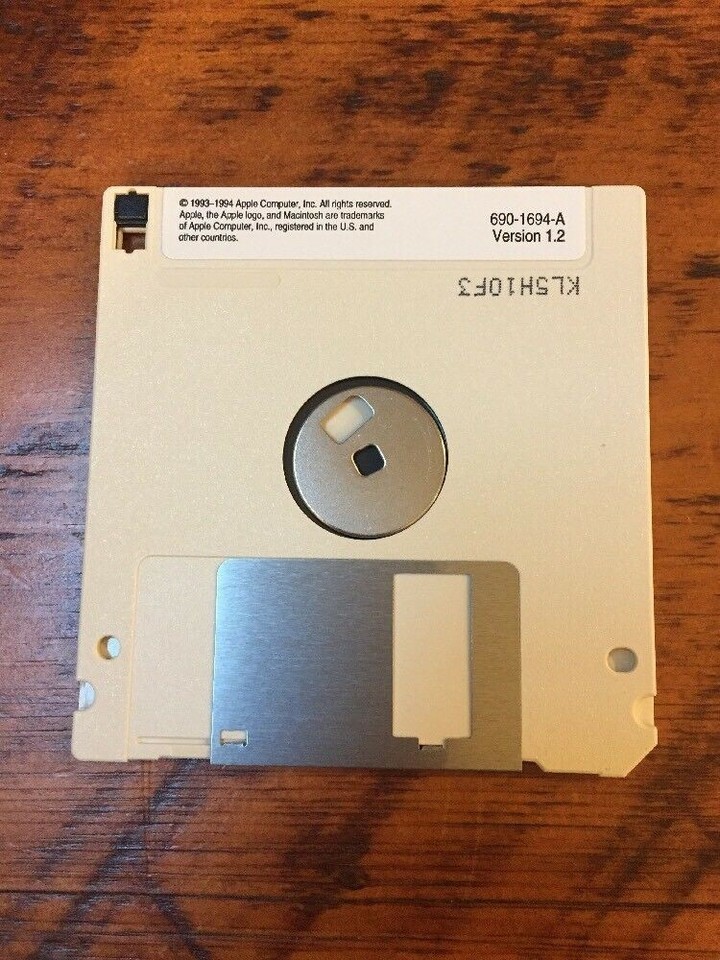 © 1993–1994 Apple Computer, Inc. All rights reserved.
Apple, the Apple logo, and Macintosh are trademarks
of Apple Computer, Inc., registered in the U.S. and
other countries.
690-1694-A
Version 1.2
KL5H10F3